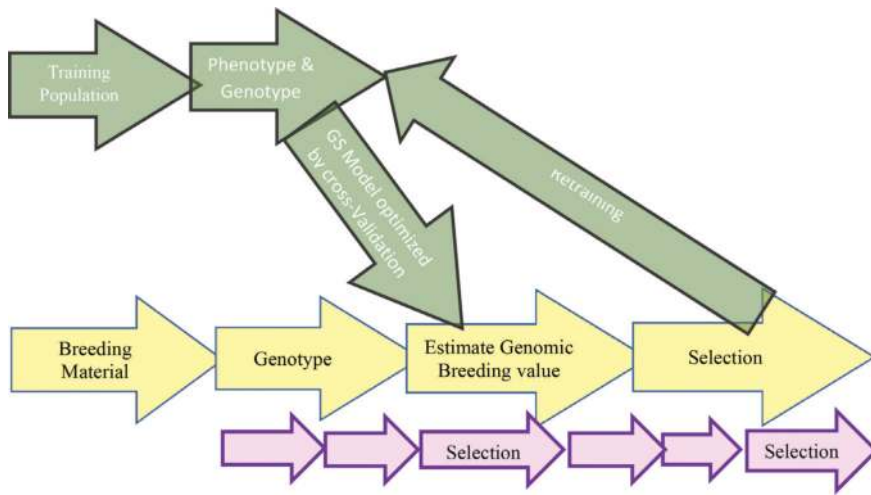 Training
Population
Phenotype &
Genotype
GS Model optimized
by cross-Validation
Retraining
Breeding
Material
Genotype
Estimate Genomic
Breeding value
Selection
Selection
Selection